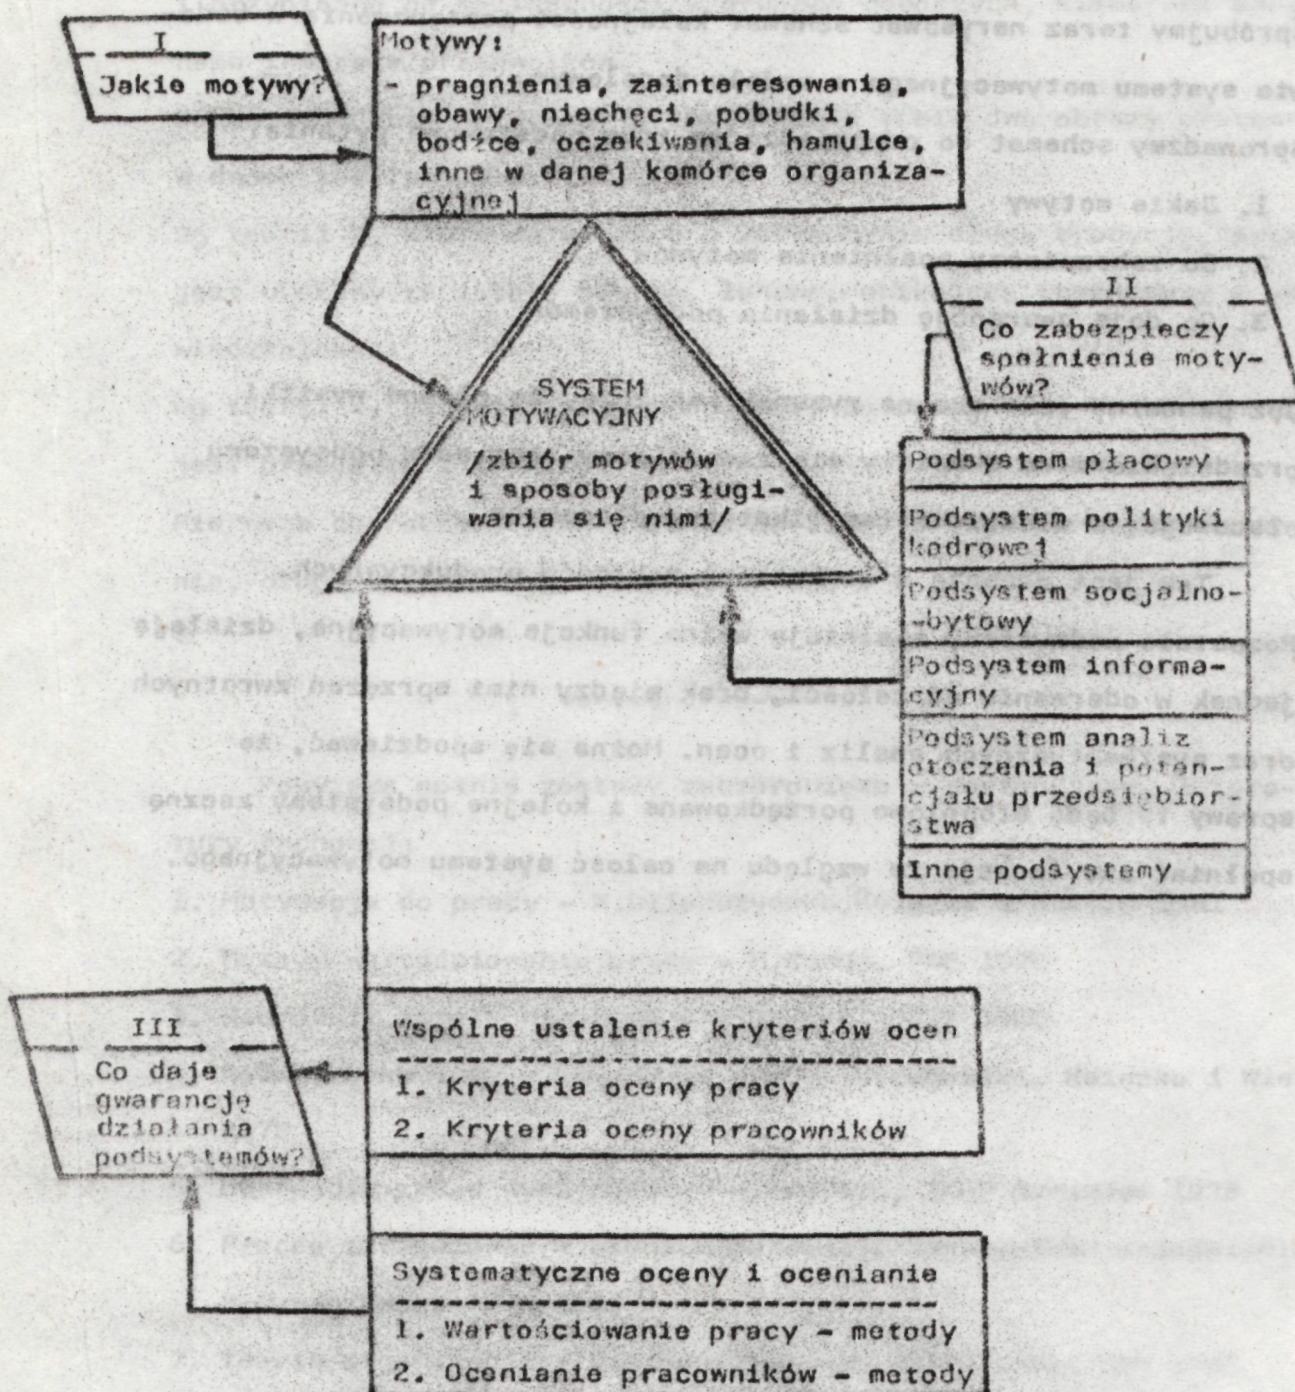 I
Jakie motywy?
Motywy:
- pragnienia, zainteresowania,
obawy, niechęci, pobudki,
bodźce, oczekiwania, hamulce,
inne w danej komórce organiza-
cyjnej
II
Co zabezpieczy
spełnienie moty-
wów?
SYSTEM
MOTYWACYJNY
/zbiór motywów
i sposoby posługi-
wania się nimi/
Podsystem płacowy
Podsystem polityki
kadrowej
Podsystem socjalno-
-bytowy
Podsystem informa-
cyjny
Podsystem analiz
otoczenia i poten-
cjału przedsiębior-
stwa
Inne podsystemy
III
Co daje
gwarancję
działania
podsystemów?
Wspólne ustalenie kryteriów ocen
1. Kryteria oceny pracy
2. Kryteria oceny pracowników
Systematyczne oceny i ocenianie
1. Wartościowanie pracy - metody
2. Ocenianie pracowników - metody